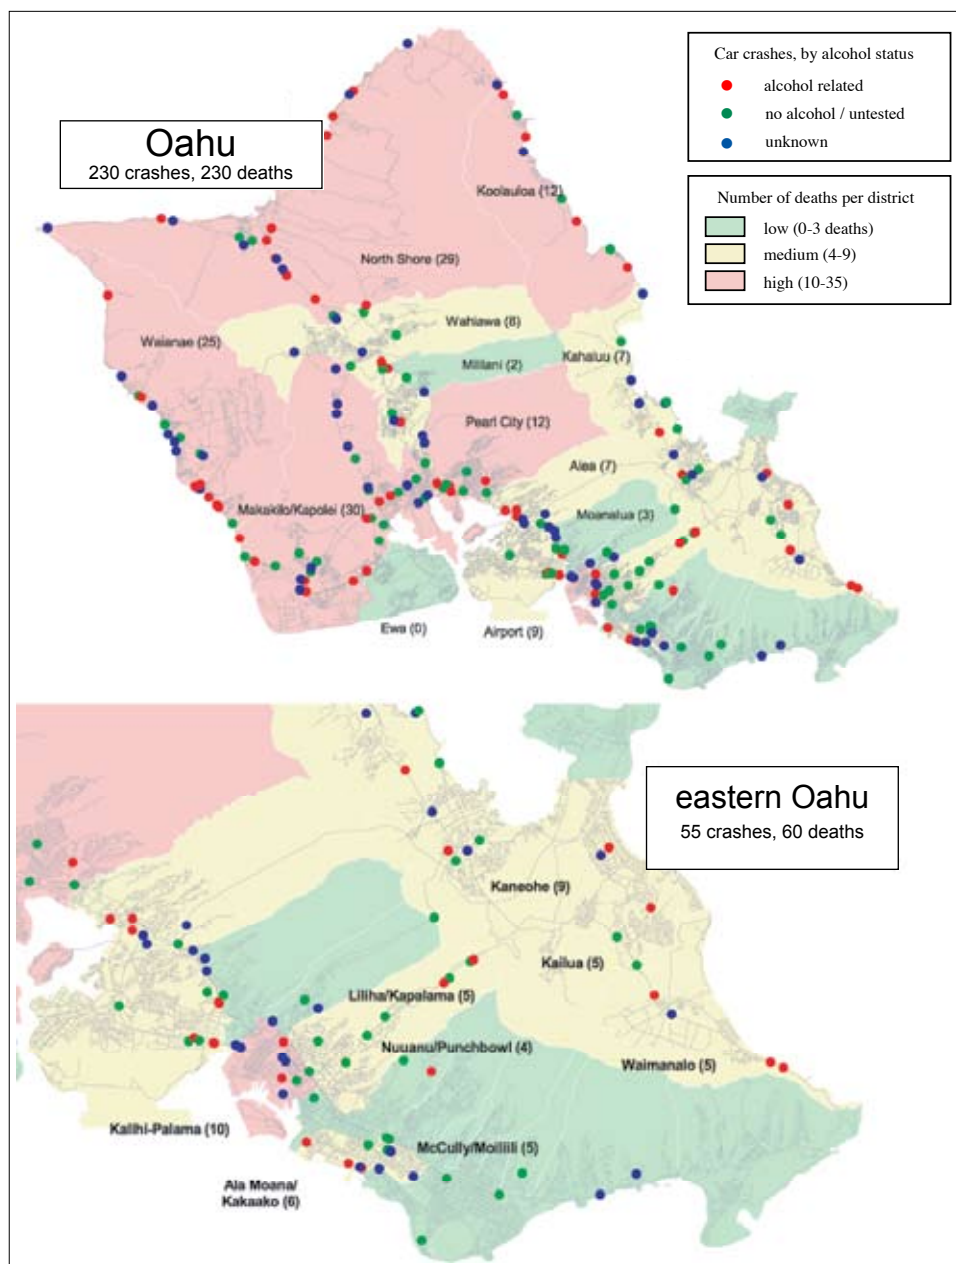 Car crashes, by alcohol status
alcohol related
no alcohol / untested
unknown
Oahu
230 crashes, 230 deaths
Number of deaths per district
low (0-3 deaths)
medium (4-9)
high (10-35)
Koolauloa (12)
North Shore (29)
Wahiawa (8)
Waianae (25)
Kahaluu (7)
Mililani (2)
Pearl City (12)
Aiea (7)
Makakilo/Kapolei (30)
Moanalua (3)
Ewa (0)
Airport (9)
eastern Oahu
55 crashes, 60 deaths
Kaneohe (9)
Kailua (5)
Liliha/Kapalama (5)
Nuuanu/Punchbowl (4)
Waimanalo (5)
Kalihi-Palama (10)
McCully/Moiliili (5)
Ala Moana/
Kakaako (6)